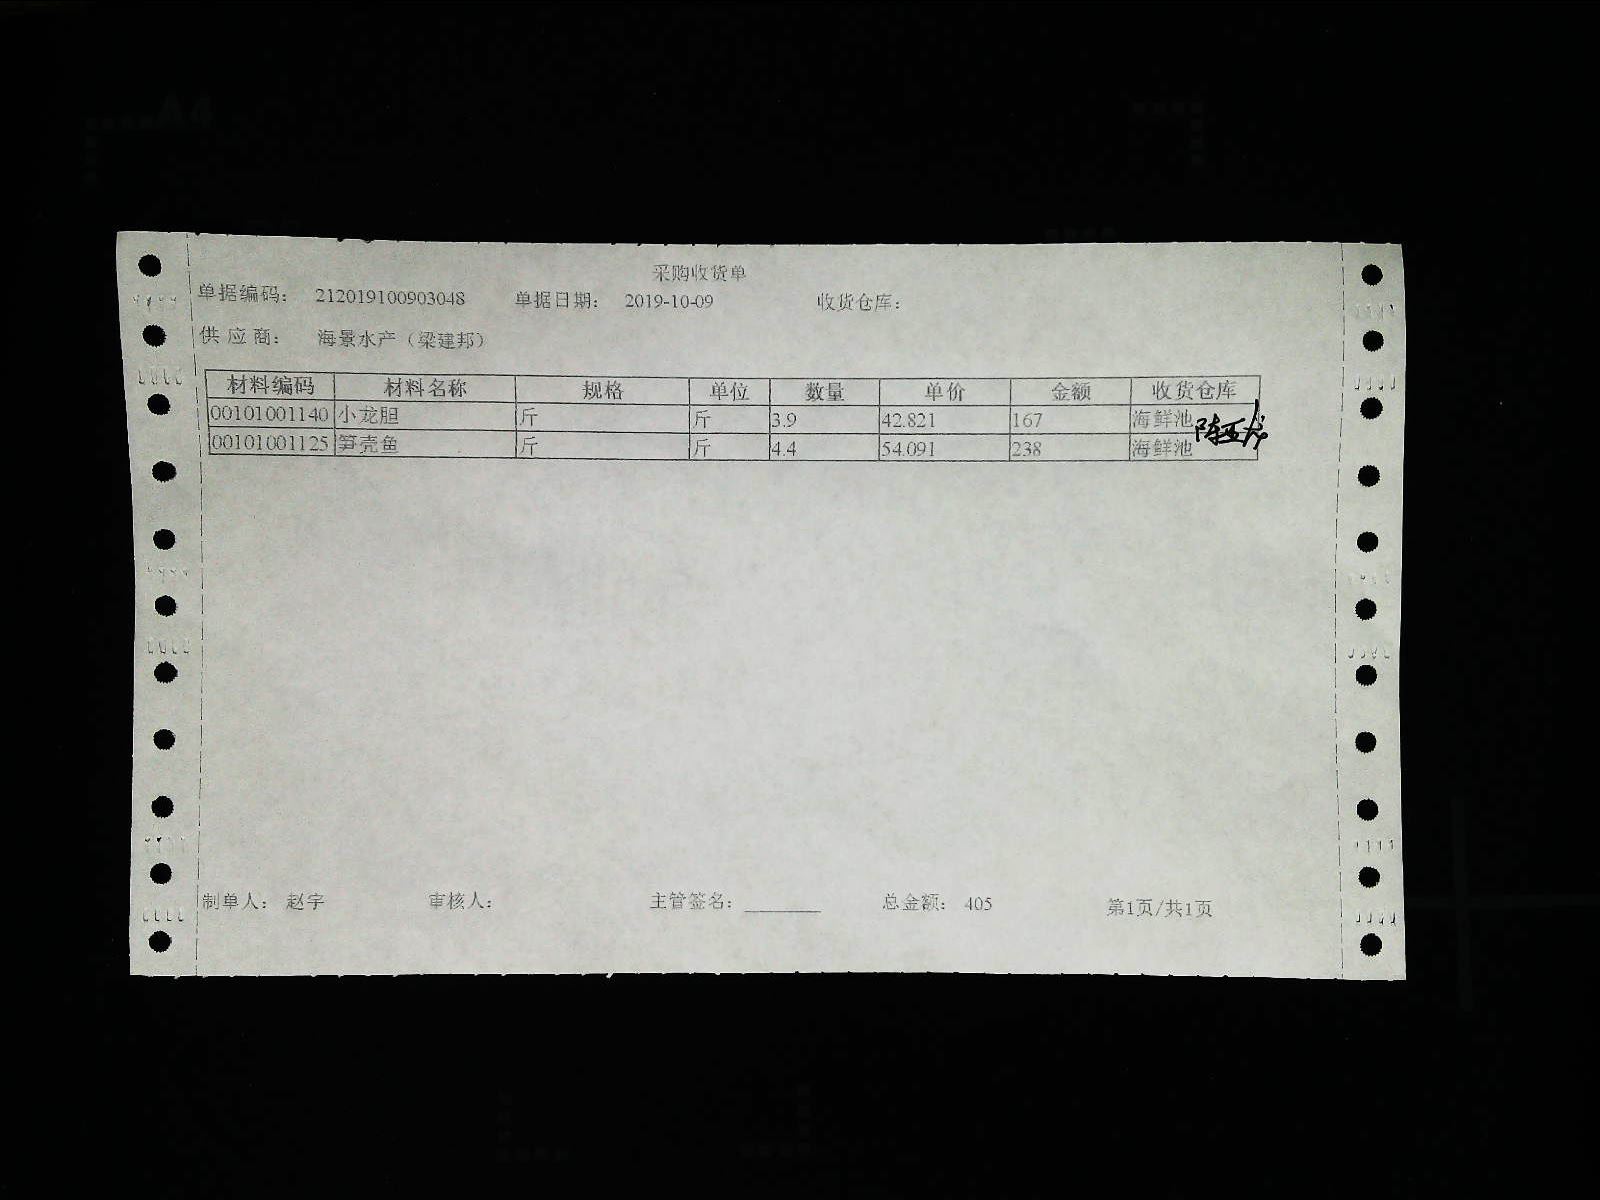 采购收货单
单据编码： 212019100903048 单据日期： 2019-10-09 收货仓库：
供应商： 海景水产（梁建邦）
材料编码 材料名称 规格 单位 数量 单价 金额 收货仓库
00101001140 小龙胆 斤 斤 3.9 42.821 167 海鲜池
00101001125 笋壳鱼 斤 斤 4.4 54.091 238 海鲜池
制单人： 赵宇 审核人： 主管签名： 总金额： 405 第1页/共1页